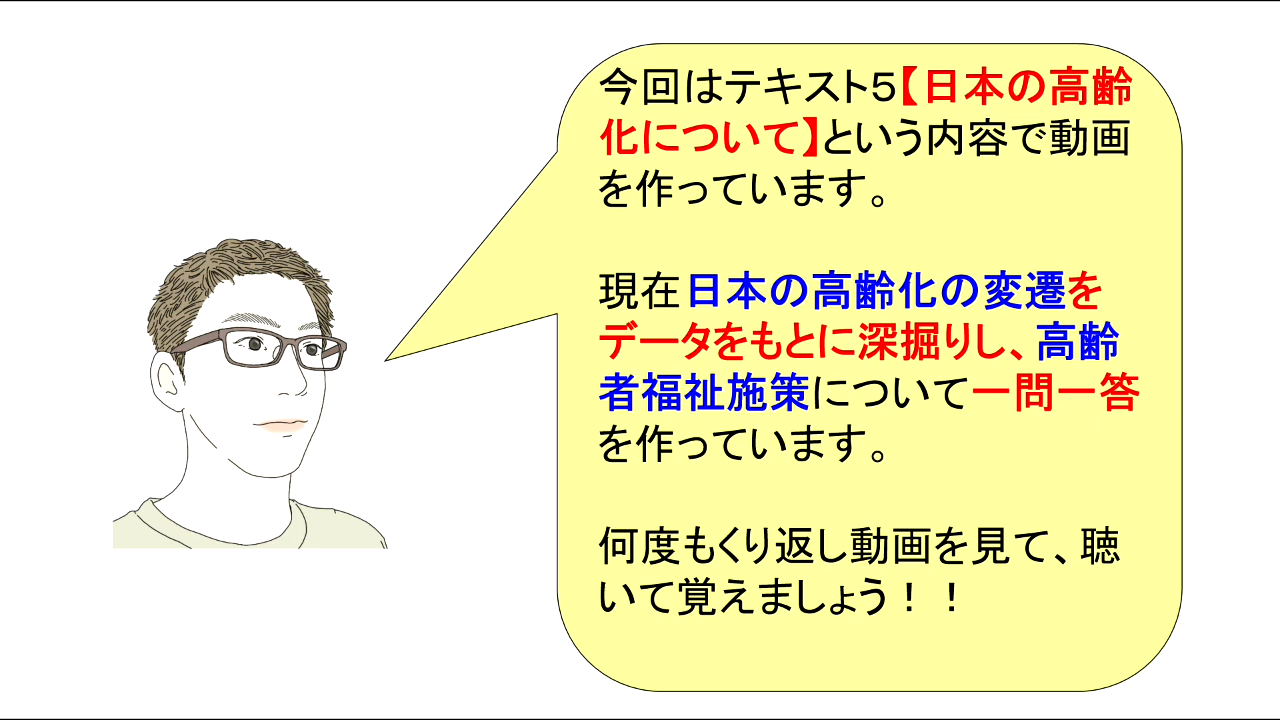 今回はテキスト５【日本の高齢
化について】という内容で動画
を作っています。
現在日本の高齢化の変遷を
データをもとに深掘りし、高齢
者福祉施策について一問一答
を作っています。
何度もくり返し動画を見て、聴
いて覚えましょう！！